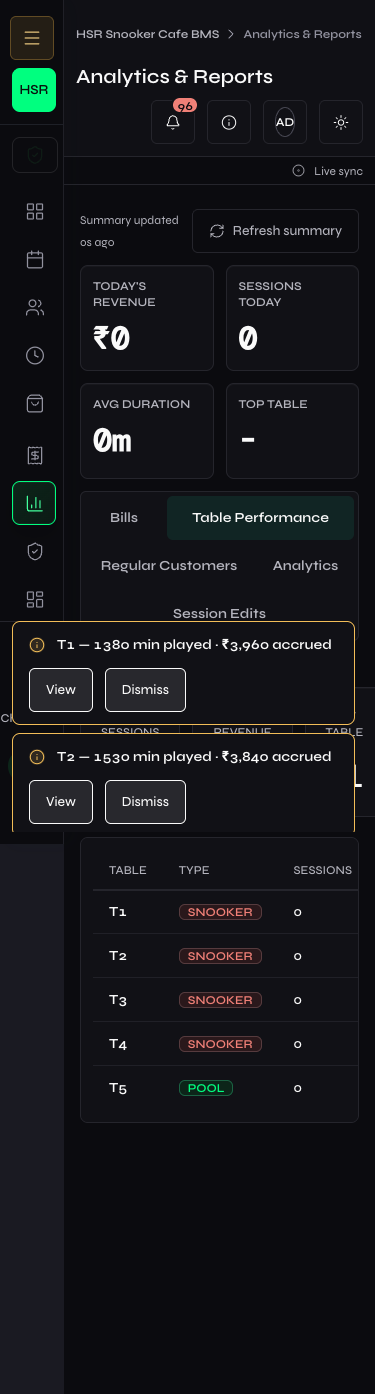 HSR Snooker Cafe BMS > Analytics & Reports
HSR
Analytics & Reports
96
AD
Live sync
Summary updated
0s ago
Refresh summary
TODAY'S
REVENUE
₹0
SESSIONS
TODAY
0
AVG DURATION
0m
TOP TABLE
-
Bills
Table Performance
Regular Customers
Analytics
Session Edits
T1 — 1380 min played · ₹3,960 accrued
View
Dismiss
SESSIONS
REVENUE
TABLE
T2 — 1530 min played · ₹3,840 accrued
View
Dismiss
TABLE TYPE SESSIONS
T1 SNOOKER 0
T2 SNOOKER 0
T3 SNOOKER 0
T4 SNOOKER 0
T5 POOL 0